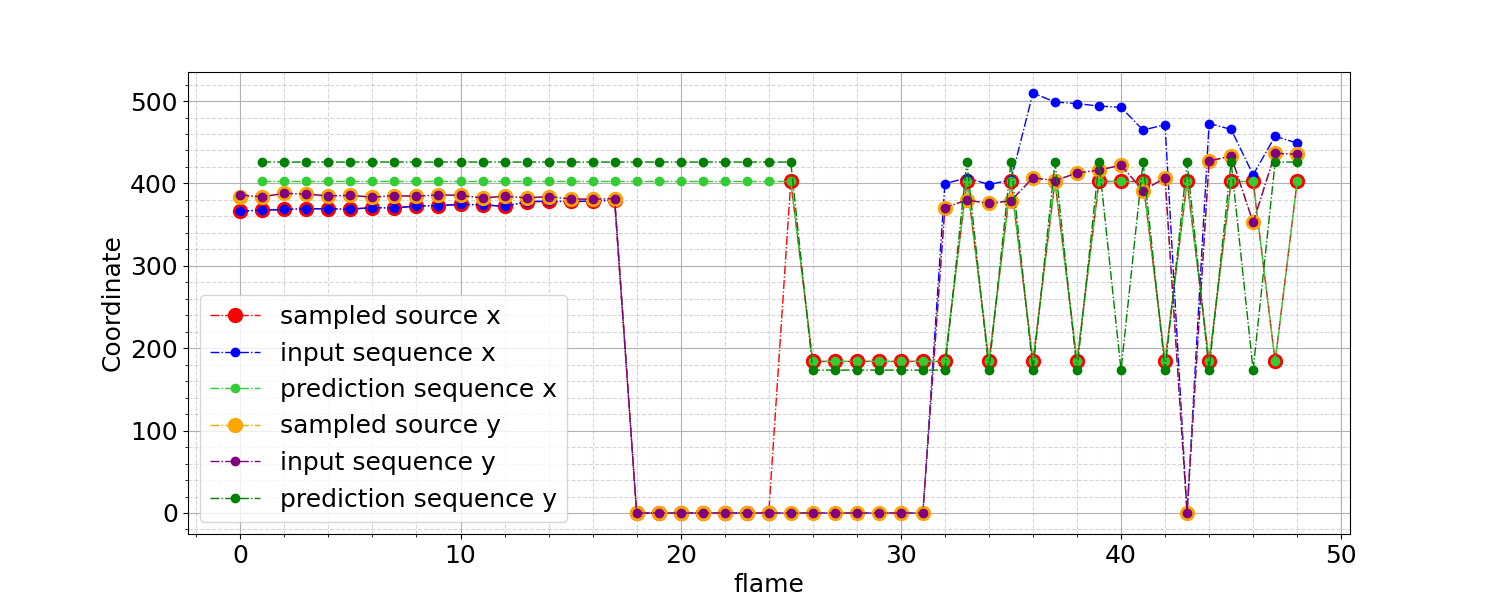 500
400
300
200
100
0
Coordinate
sampled source x
input sequence x
prediction sequence x
sampled source y
input sequence y
prediction sequence y
0 10 20 30 40 50
flame